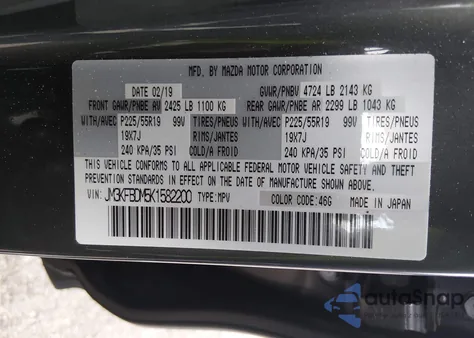 MFD. BY MAZDA MOTOR CORPORATION
DATE 02/19 GVWR/PNBV 4724 LB 2143 KG
FRONT GAWR/PNBE AV 2425 LB 1100 KG REAR GAWR/PNBE AR 2299 LB 1043 KG
WITH/AVEC P225/55R19 99V TIRES/PNEUS WITH/AVEC P225/55R19 99V TIRES/PNEUS
19X7J RIMS/JANTES 19X7J RIMS/JANTES
240 KPA/35 PSI COLD/A FROID 240 KPA/35 PSI COLD/A FROID
THIS VEHICLE CONFORMS TO ALL APPLICABLE FEDERAL MOTOR VEHICLE SAFETY, BUMPER, AND THEFT
PREVENTION STANDARDS IN EFFECT ON THE DATE OF MANUFACTURE SHOWN ABOVE.
VIN: JM3KFBDM5K1582200 TYPE: MPV COLOR CODE: 46G MADE IN JAPAN
autoSnap